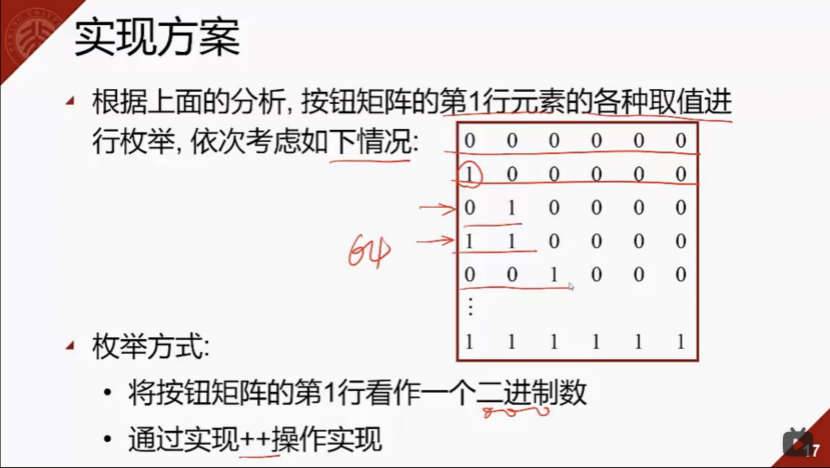 实现方案
根据上面的分析, 按钮矩阵的第1行元素的各种取值进
行枚举, 依次考虑如下情况:
0 0 0 0 0 0
1 0 0 0 0 0
0 1 0 0 0 0
1 1 0 0 0 0
0 0 1 0 0 0
⋮
1 1 1 1 1 1
64
枚举方式:
• 将按钮矩阵的第1行看作一个二进制数
• 通过实现++操作实现
17